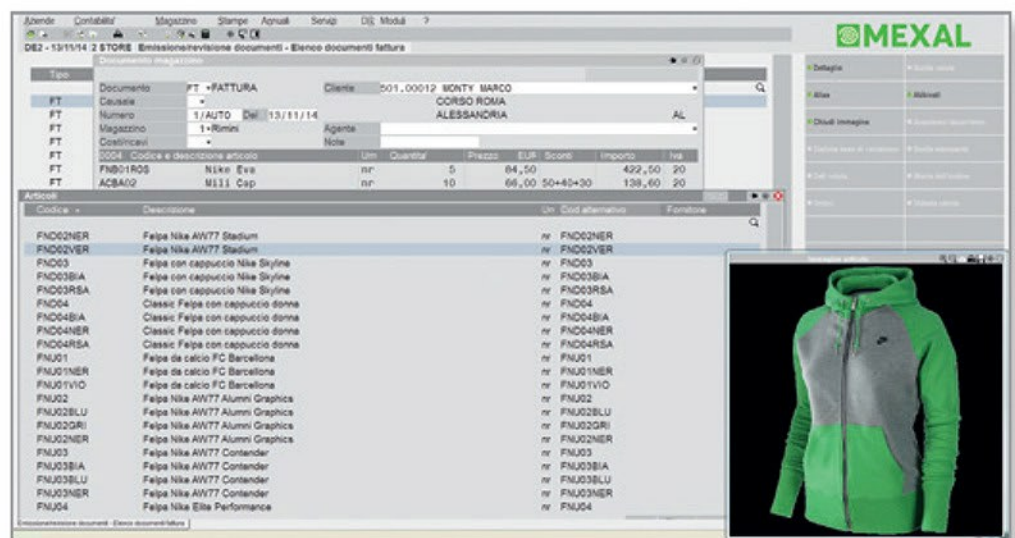 Aziende Contabilita' Magazzino Stampe Annuali Servizi DIR Moduli ?
MEXAL
DE2 - 13/11/14 2 STORE Emissione/revisione documenti - Elenco documenti fattura
Documento magazzino
Tipo
Documento FT FATTURA Cliente 501.00012 MONTY MARCO
FT Causale CORSO ROMA
FT Numero 1/AUTO Del 13/11/14 ALESSANDRIA AL
FT Magazzino 1 Rimini Agente
FT Costi/ricavi Note
FT 0004 Codice e descrizione articolo Um Quantita' Prezzo EUR Sconti Importo Iva
FT FNB01ROS Nike Eva nr 5 84,50 422,50 20
FT ACBA02 Mili Cap nr 10 66,00 50+40+30 138,60 20
Dettaglio
Alias Abbinati
Chiudi immagine
Articoli
Codice Descrizione Um Cod.alternativo Fornitore
FND02NER Felpa Nike AW77 Stadium nr FND02NER
FND02VER Felpa Nike AW77 Stadium nr FND02VER
FND03 Felpa con cappuccio Nike Skyline nr FND03
FND03BIA Felpa con cappuccio Nike Skyline nr FND03BIA
FND03RSA Felpa con cappuccio Nike Skyline nr FND03RSA
FND04 Classic Felpa con cappuccio donna nr FND04
FND04BIA Classic Felpa con cappuccio donna nr FND04BIA
FND04NER Classic Felpa con cappuccio donna nr FND04NER
FND04RSA Classic Felpa con cappuccio donna nr FND04RSA
FNU01 Felpa da calcio FC Barcellona nr FNU01
FNU01NER Felpa da calcio FC Barcellona nr FNU01NER
FNU01VIO Felpa da calcio FC Barcellona nr FNU01VIO
FNU02 Felpa Nike AW77 Alumni Graphics nr FNU02
FNU02BLU Felpa Nike AW77 Alumni Graphics nr FNU02BLU
FNU02GRI Felpa Nike AW77 Alumni Graphics nr FNU02GRI
FNU02NER Felpa Nike AW77 Alumni Graphics nr FNU02NER
FNU03 Felpa Nike AW77 Contender nr FNU03
FNU03BIA Felpa Nike AW77 Contender nr FNU03BIA
FNU03BLU Felpa Nike AW77 Contender nr FNU03BLU
FNU03NER Felpa Nike AW77 Contender nr FNU03NER
FNU04 Felpa Nike Elite Performance nr FNU04
Immagine articolo
Emissione/revisione documenti - Elenco documenti fattura